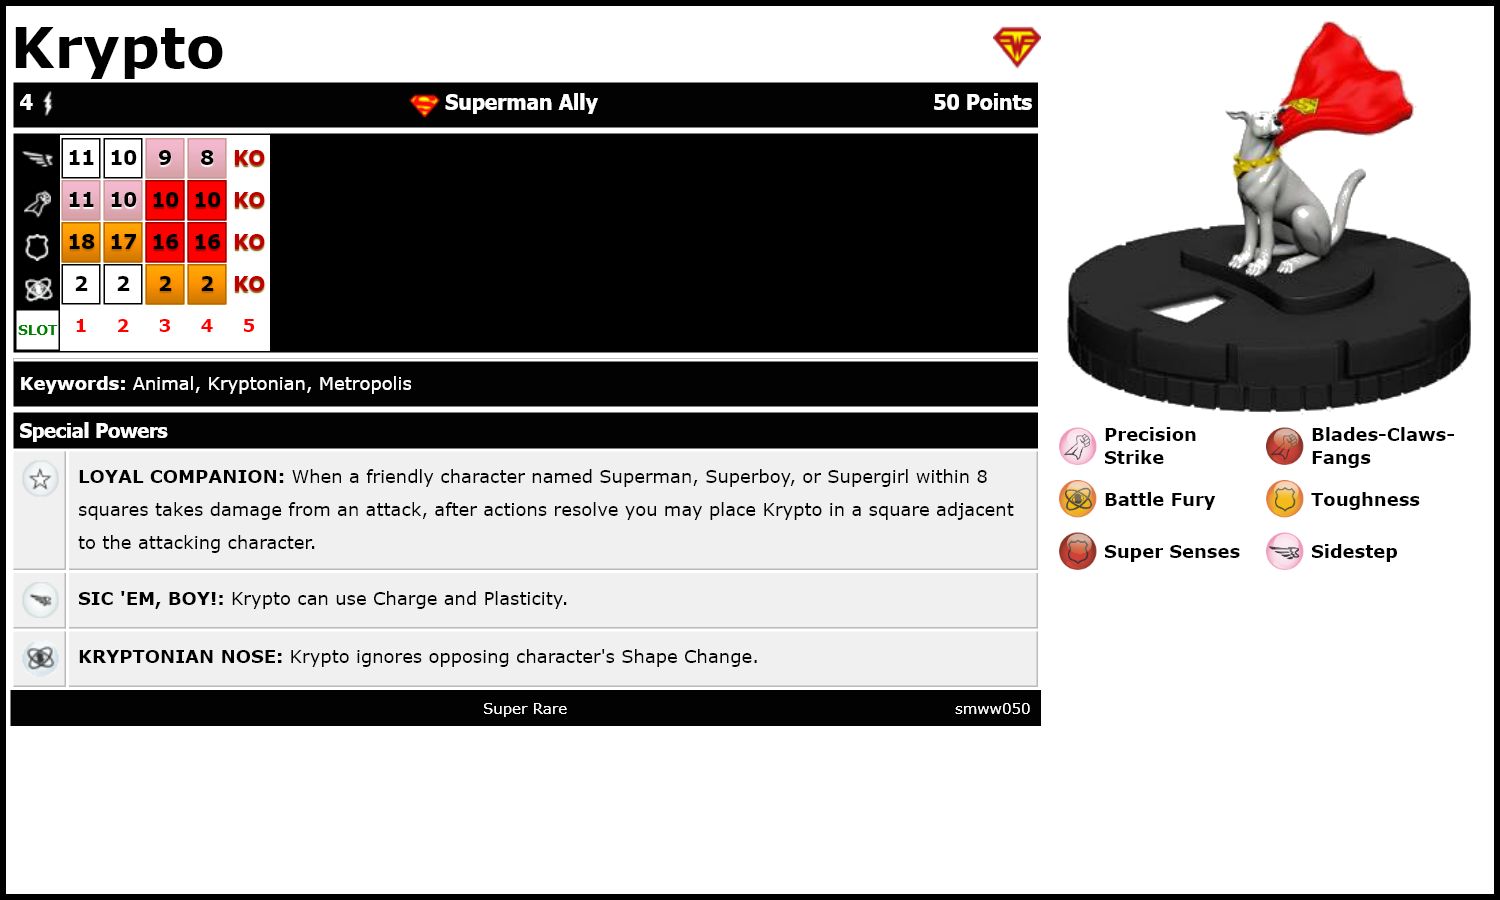 Krypto
4 Superman Ally 50 Points
11 10 9 8 KO
11 10 10 10 KO
18 17 16 16 KO
2 2 2 2 KO
SLOT 1 2 3 4 5
Keywords: Animal, Kryptonian, Metropolis
Special Powers
LOYAL COMPANION: When a friendly character named Superman, Superboy, or Supergirl within 8
squares takes damage from an attack, after actions resolve you may place Krypto in a square adjacent
to the attacking character.
SIC 'EM, BOY!: Krypto can use Charge and Plasticity.
KRYPTONIAN NOSE: Krypto ignores opposing character's Shape Change.
Super Rare smww050
Precision
Strike
Blades-Claws-
Fangs
Battle Fury
Toughness
Super Senses
Sidestep